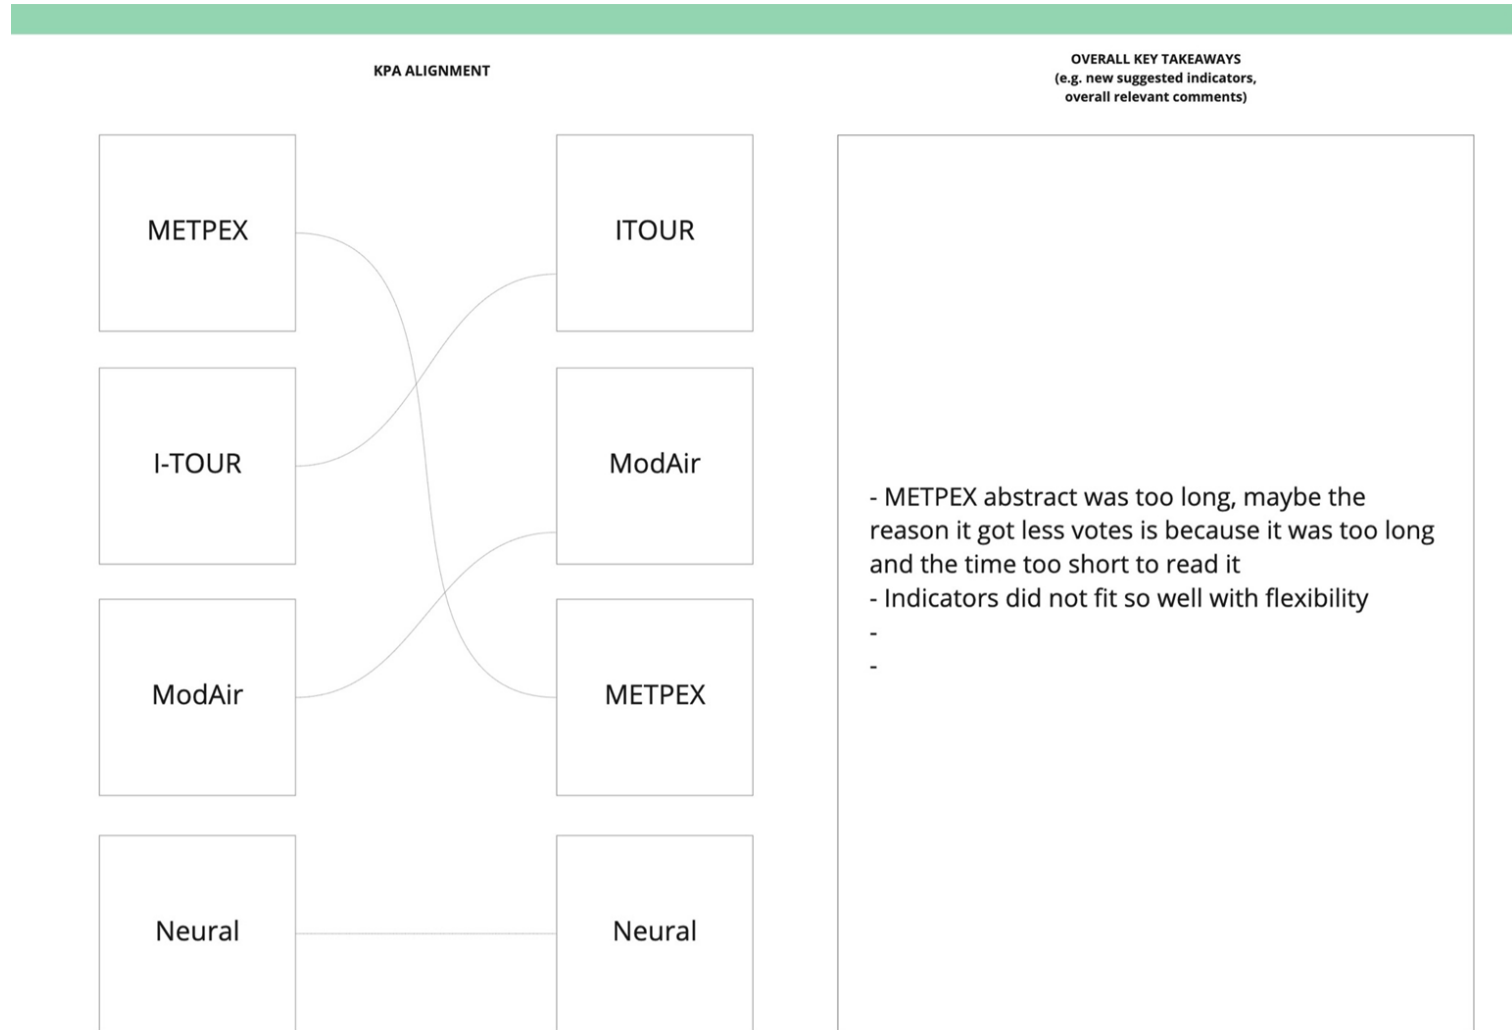 KPA ALIGNMENT
OVERALL KEY TAKEAWAYS
(e.g. new suggested indicators,
overall relevant comments)
METPEX
ITOUR
I-TOUR
ModAir
ModAir
METPEX
Neural
Neural
- METPEX abstract was too long, maybe the
reason it got less votes is because it was too long
and the time too short to read it
- Indicators did not fit so well with flexibility
-
-